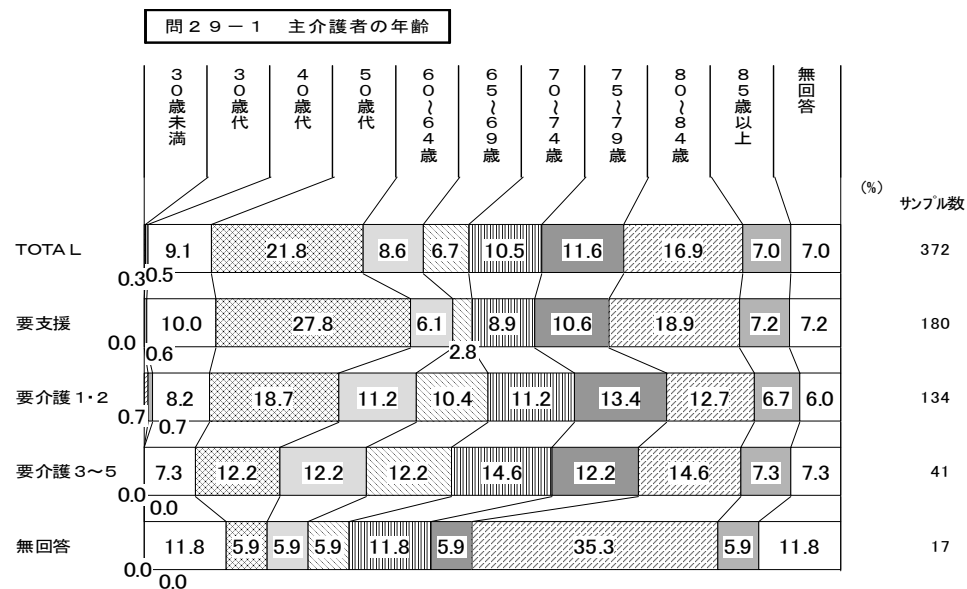 問29-1 主介護者の年齢
30歳未満
30歳代
40歳代
50歳代
60~64歳
65~69歳
70~74歳
75~79歳
80~84歳
85歳以上
無回答
(%)
サンプル数
TOTAL 9.1 21.8 8.6 6.7 10.5 11.6 16.9 7.0 7.0 372
0.3 0.5
要支援 10.0 27.8 6.1 8.9 10.6 18.9 7.2 7.2 180
0.0 0.6 2.8
要介護1・2 8.2 18.7 11.2 10.4 11.2 13.4 12.7 6.7 6.0 134
0.7 0.7
要介護3~5 7.3 12.2 12.2 12.2 14.6 12.2 14.6 7.3 7.3 41
0.0 0.0
無回答 11.8 5.9 5.9 5.9 11.8 5.9 35.3 5.9 11.8 17
0.0 0.0